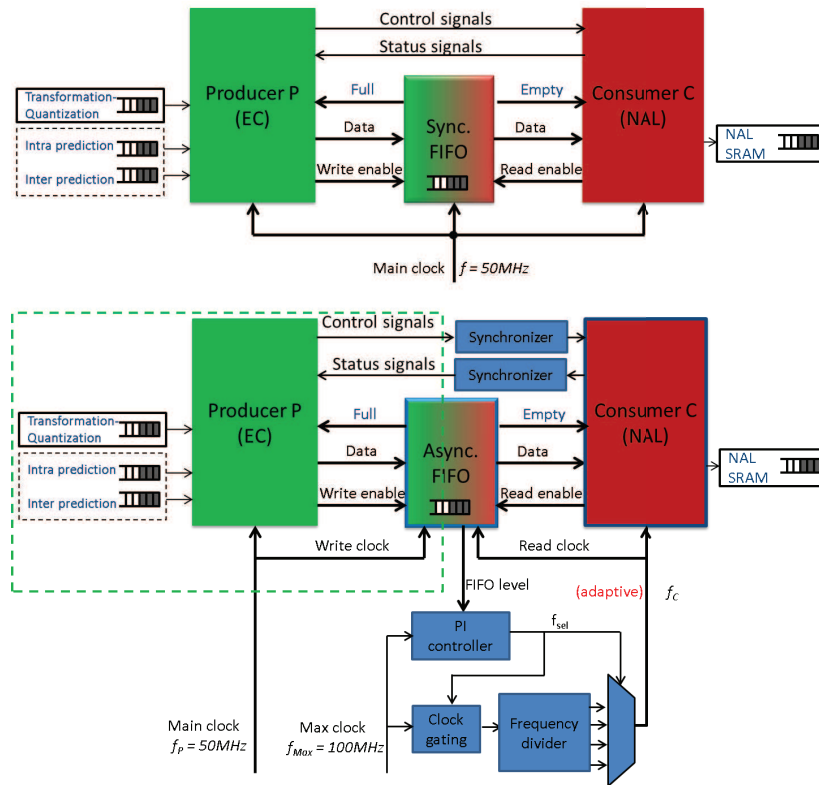 Control signals
Status signals
Transformation-
Quantization
Intra prediction
Inter prediction
Producer P
(EC)
Full
Empty
Data
Data
Write enable
Read enable
Sync.
FIFO
Consumer C
(NAL)
NAL
SRAM
Main clock f = 50MHz
Control signals
Status signals
Synchronizer
Synchronizer
Transformation-
Quantization
Intra prediction
Inter prediction
Producer P
(EC)
Full
Empty
Data
Data
Write enable
Read enable
Async.
FIFO
Consumer C
(NAL)
NAL
SRAM
Write clock
Read clock
FIFO level
(adaptive)
fC
PI
controller
fsel
Clock
gating
Frequency
divider
Main clock
fP = 50MHz
Max clock
fMax = 100MHz